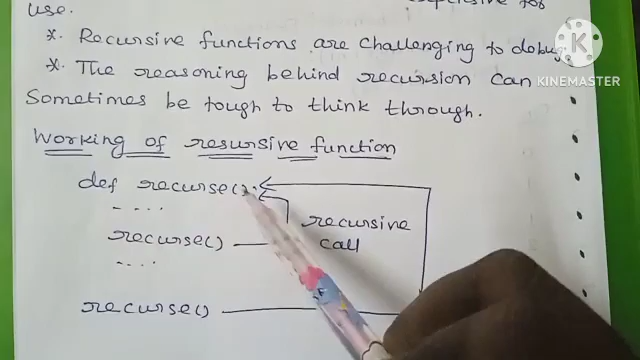 use.
* Recursive functions are challenging to debug.
* The reasoning behind recursion can
Sometimes be tough to think through.
Working of resursive function
def recurse():
....
recurse()
recursive
call
....
recurse()
KINEMASTER